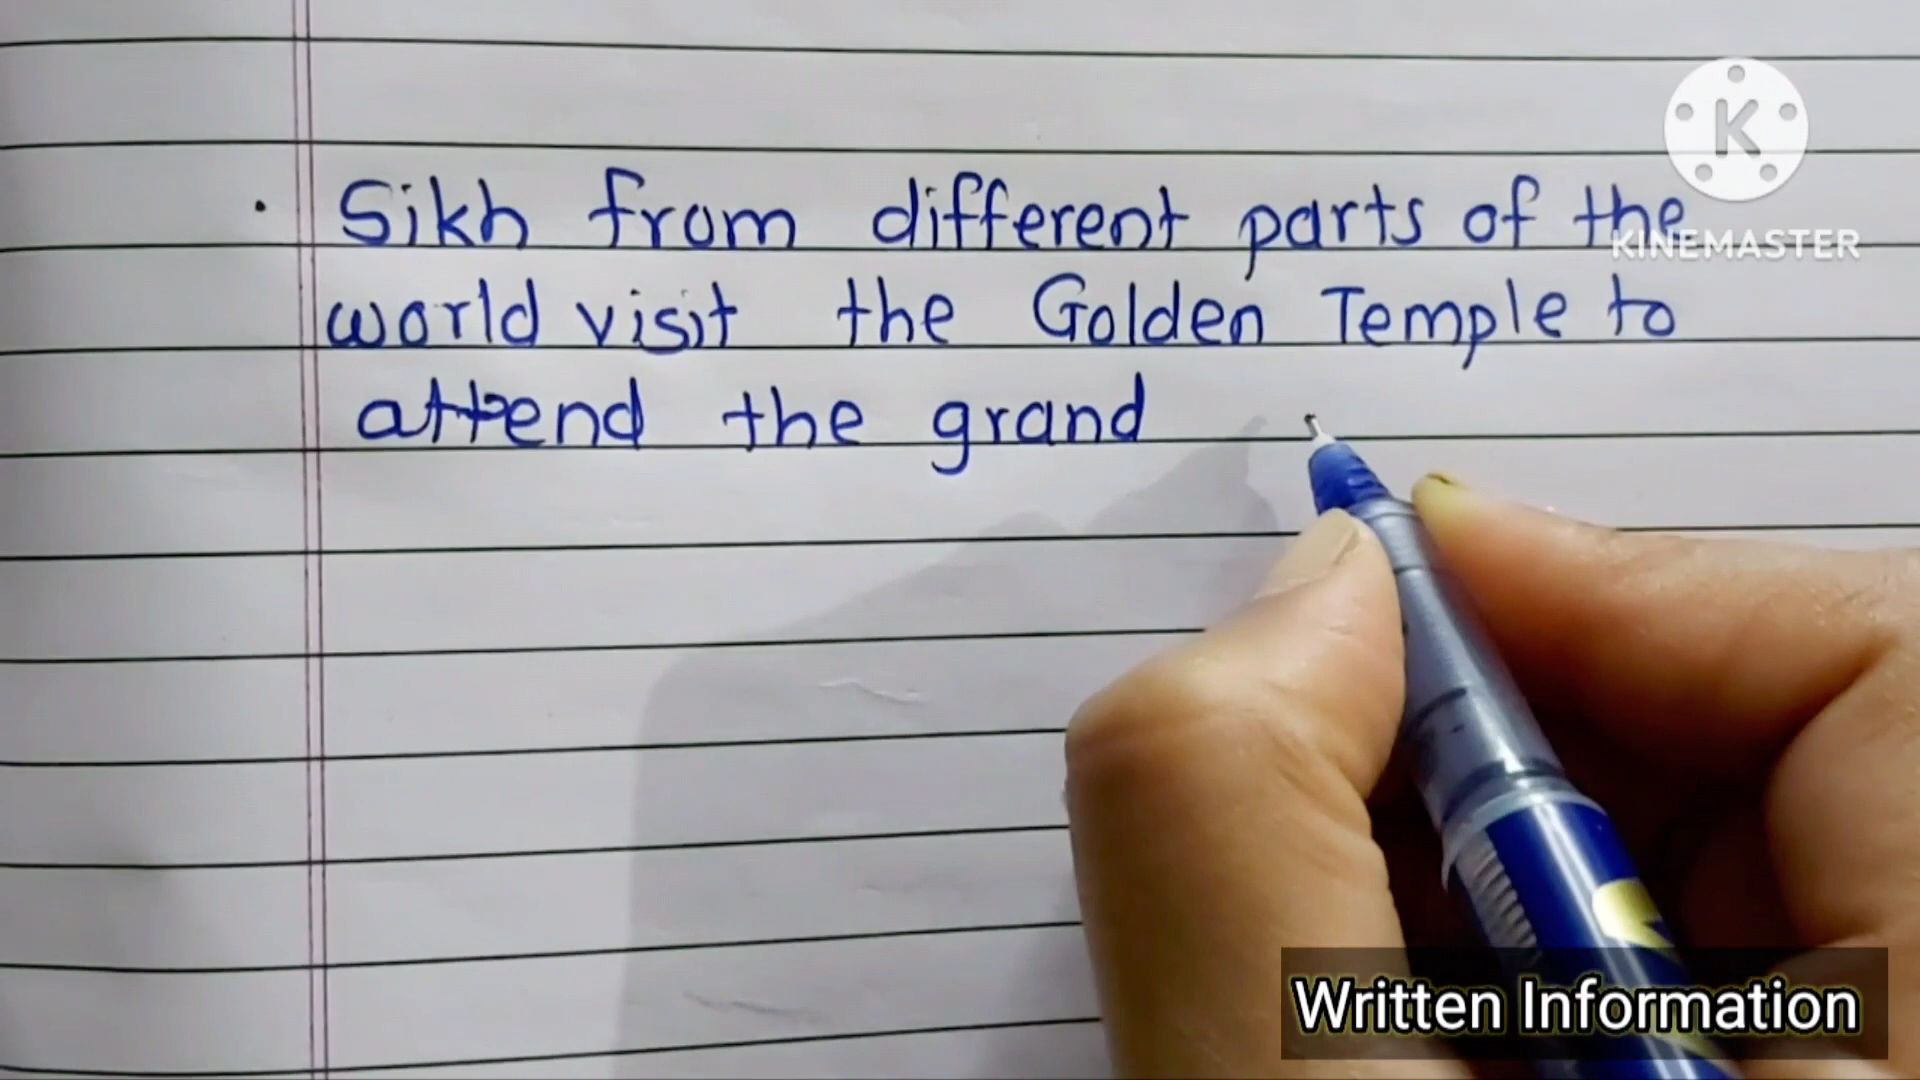 K
KINEMASTER
. Sikh from different parts of the
world visit the Golden Temple to
attend the grand
Written Information